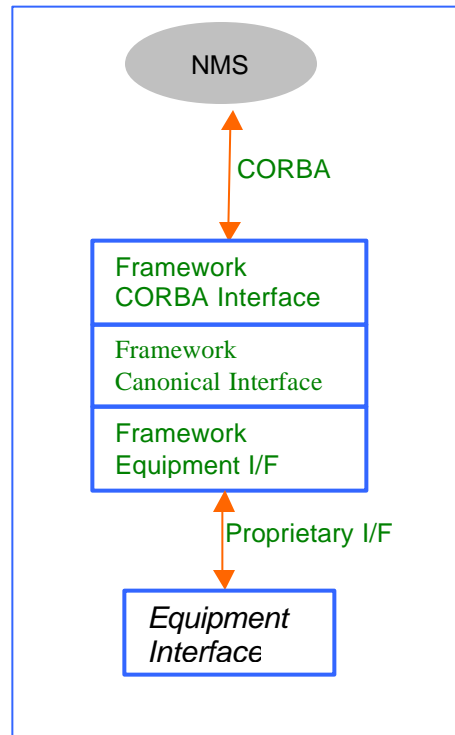 NMS
CORBA
Framework
CORBA Interface
Framework
Canonical Interface
Framework
Equipment I/F
Proprietary I/F
Equipment
Interface